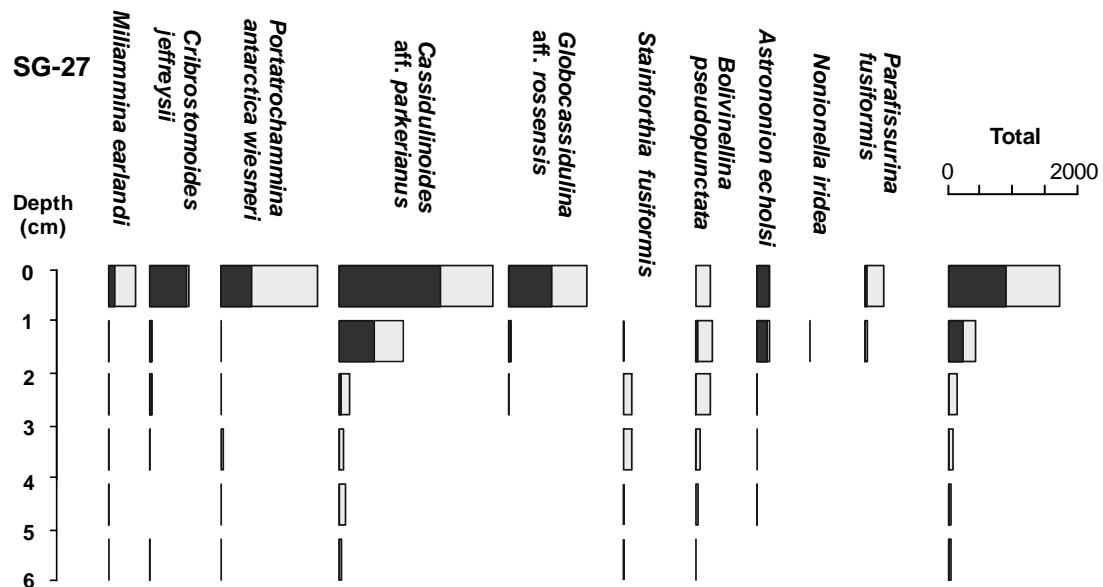 SG-27
Miliammina earlandi
Cribrostomoides
jeffreysii
Portatrochammina
antarctica wiesneri
Cassidulinoides
aff. parkerianus
Globocassidulina
aff. rossensis
Stainforthia fusiformis
Bolivinellina
pseudopunctata
Astrononion echolsi
Nonionella iridea
Parafissurina
fusiformis
Total
0 2000
Depth
(cm)
0
1
2
3
4
5
6